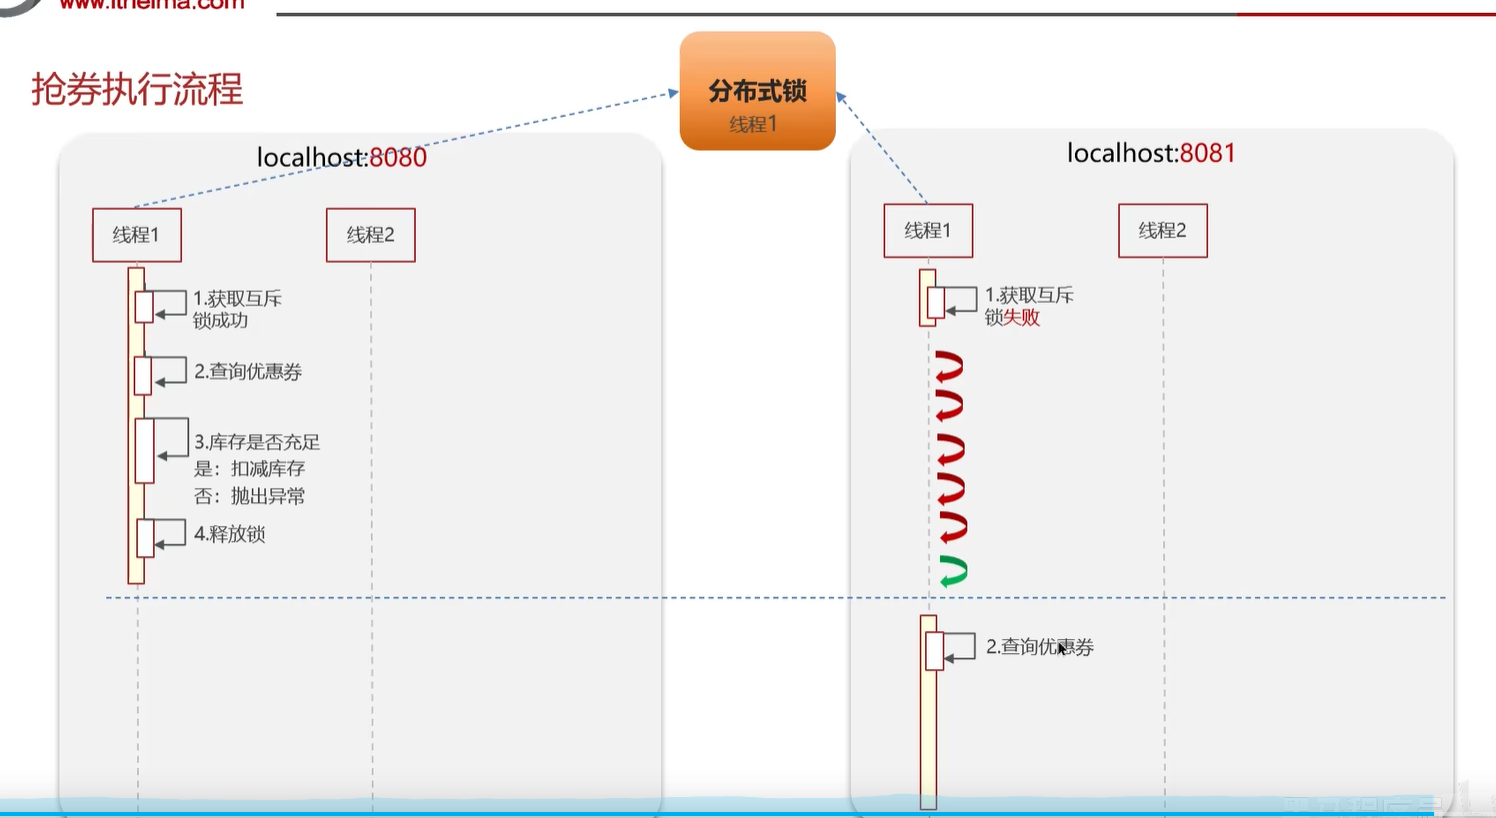 www.itheima.com
抢券执行流程
分布式锁
线程1
localhost:8080
线程1
线程2
1.获取互斥
锁成功
2.查询优惠券
3.库存是否充足
是：扣减库存
否：抛出异常
4.释放锁
localhost:8081
线程1
线程2
1.获取互斥
锁失败
2.查询优惠券